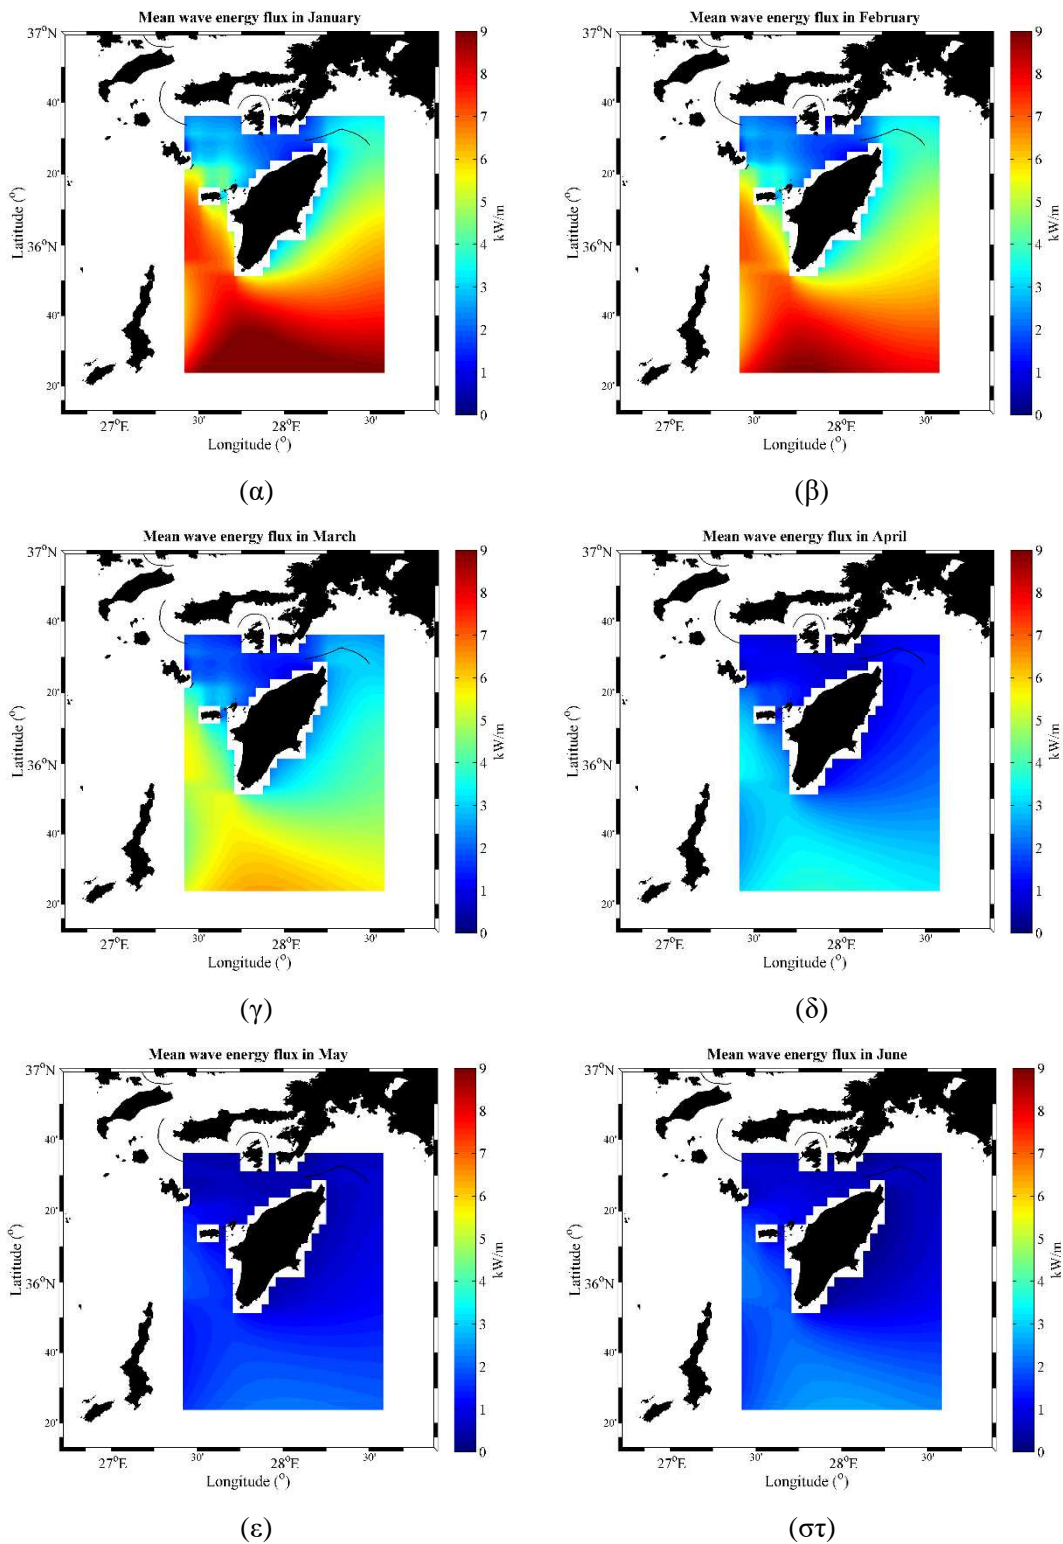 Mean wave energy flux in January
Mean wave energy flux in February
37°N
40'
20'
36°N
40'
20'
27°E
30'
28°E
30'
Latitude (°)
Longitude (°)
9
8
7
6
5
4
3
2
1
0
kW/m
37°N
40'
20'
36°N
40'
20'
27°E
30'
28°E
30'
Latitude (°)
Longitude (°)
9
8
7
6
5
4
3
2
1
0
kW/m
(α)
(β)
Mean wave energy flux in March
Mean wave energy flux in April
37°N
40'
20'
36°N
40'
20'
27°E
30'
28°E
30'
Latitude (°)
Longitude (°)
9
8
7
6
5
4
3
2
1
0
kW/m
37°N
40'
20'
36°N
40'
20'
27°E
30'
28°E
30'
Latitude (°)
Longitude (°)
9
8
7
6
5
4
3
2
1
0
kW/m
(γ)
(δ)
Mean wave energy flux in May
Mean wave energy flux in June
37°N
40'
20'
36°N
40'
20'
27°E
30'
28°E
30'
Latitude (°)
Longitude (°)
9
8
7
6
5
4
3
2
1
0
kW/m
37°N
40'
20'
36°N
40'
20'
27°E
30'
28°E
30'
Latitude (°)
Longitude (°)
9
8
7
6
5
4
3
2
1
0
kW/m
(ε)
(στ)